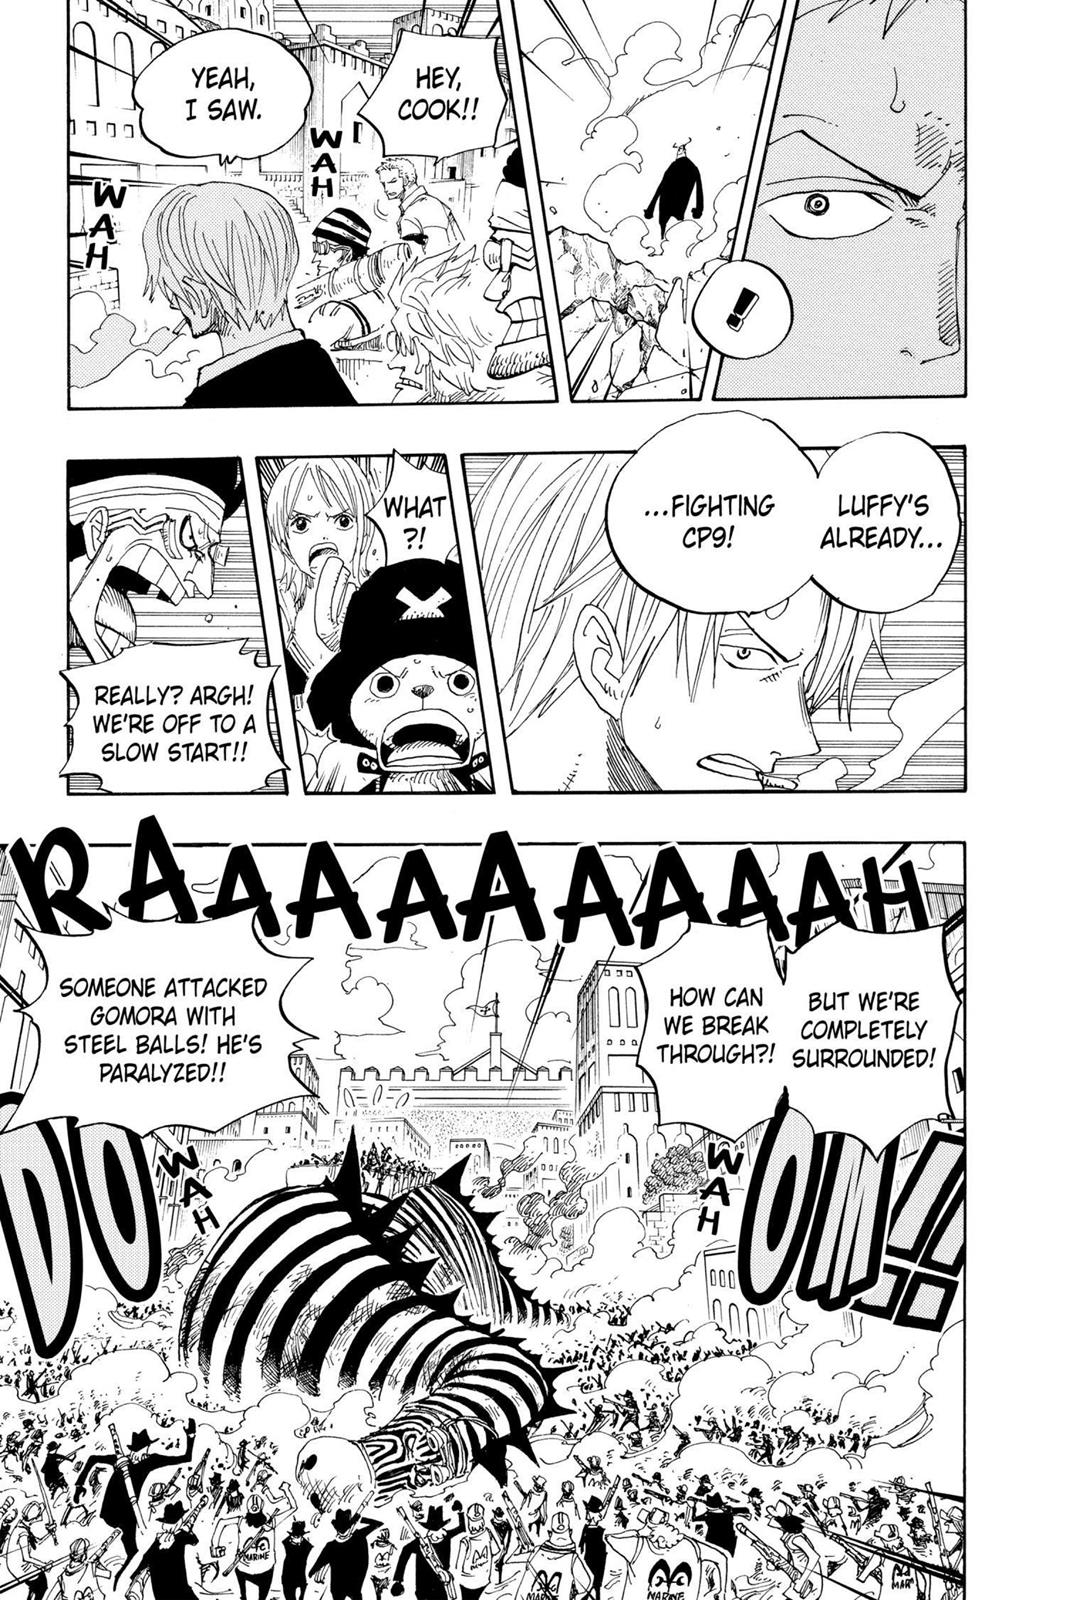 !
HEY,
COOK!!
YEAH,
I SAW.
WAH
WAH
LUFFY'S
ALREADY...
...FIGHTING
CP9!
WHAT
?!
REALLY? ARGH!
WE'RE OFF TO A
SLOW START!!
RAAAAAAAAAH
BUT WE'RE
COMPLETELY
SURROUNDED!
HOW CAN
WE BREAK
THROUGH?!
SOMEONE ATTACKED
GOMORA WITH
STEEL BALLS! HE'S
PARALYZED!!
DOOM!!
WAH
WAH
MARINE
MARINE